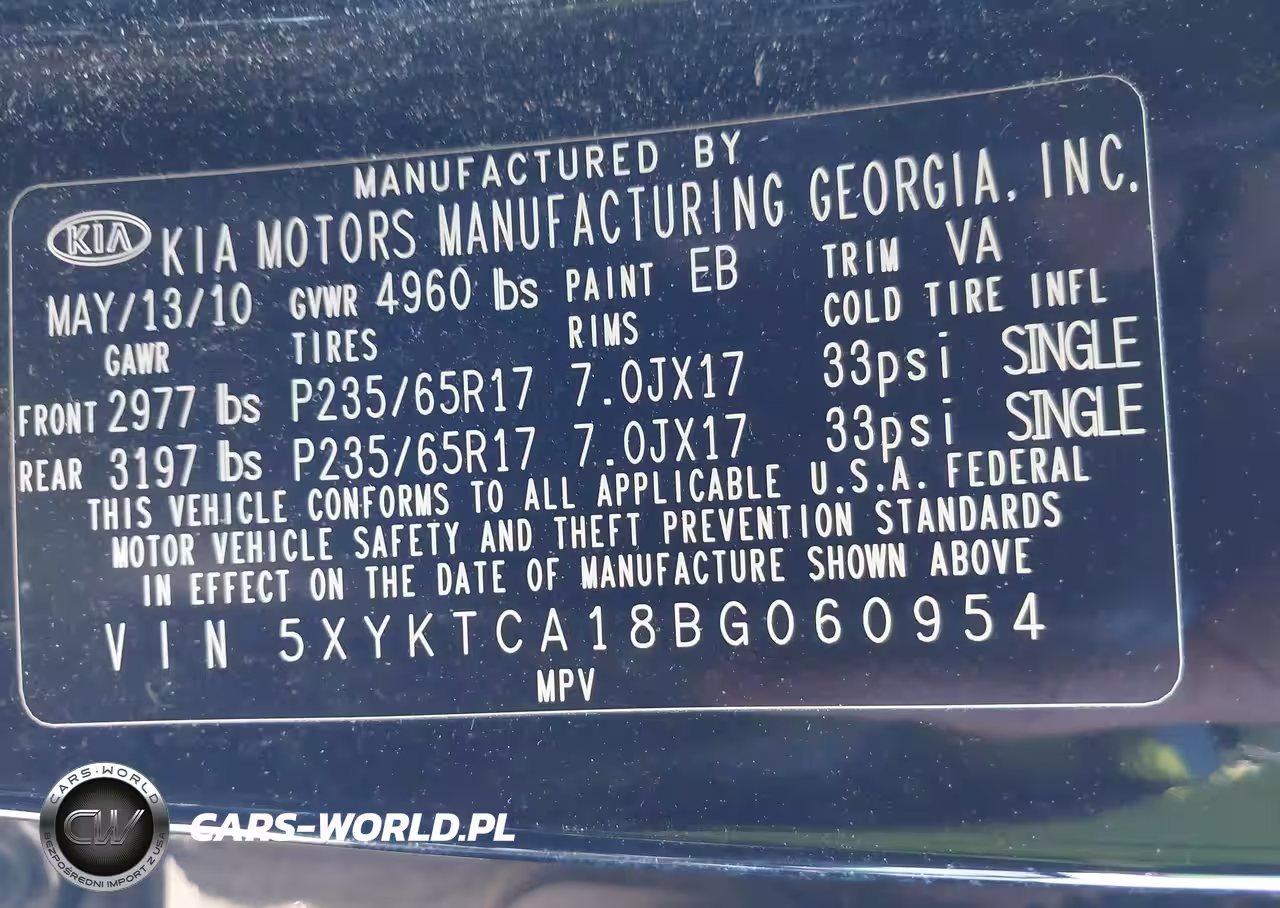 MANUFACTURED BY
KIA KIA MOTORS MANUFACTURING GEORGIA, INC.
MAY/13/10 GVWR 4960 lbs PAINT EB TRIM VA
GAWR TIRES RIMS COLD TIRE INFL
FRONT 2977 lbs P235/65R17 7.0JX17 33psi SINGLE
REAR 3197 lbs P235/65R17 7.0JX17 33psi SINGLE
THIS VEHICLE CONFORMS TO ALL APPLICABLE U.S.A. FEDERAL
MOTOR VEHICLE SAFETY AND THEFT PREVENTION STANDARDS
IN EFFECT ON THE DATE OF MANUFACTURE SHOWN ABOVE
VIN 5XYKTCA18BG060954
MPV
CARS-WORLD
CW
BEZPOŚREDNI IMPORT Z USA
CARS-WORLD.PL